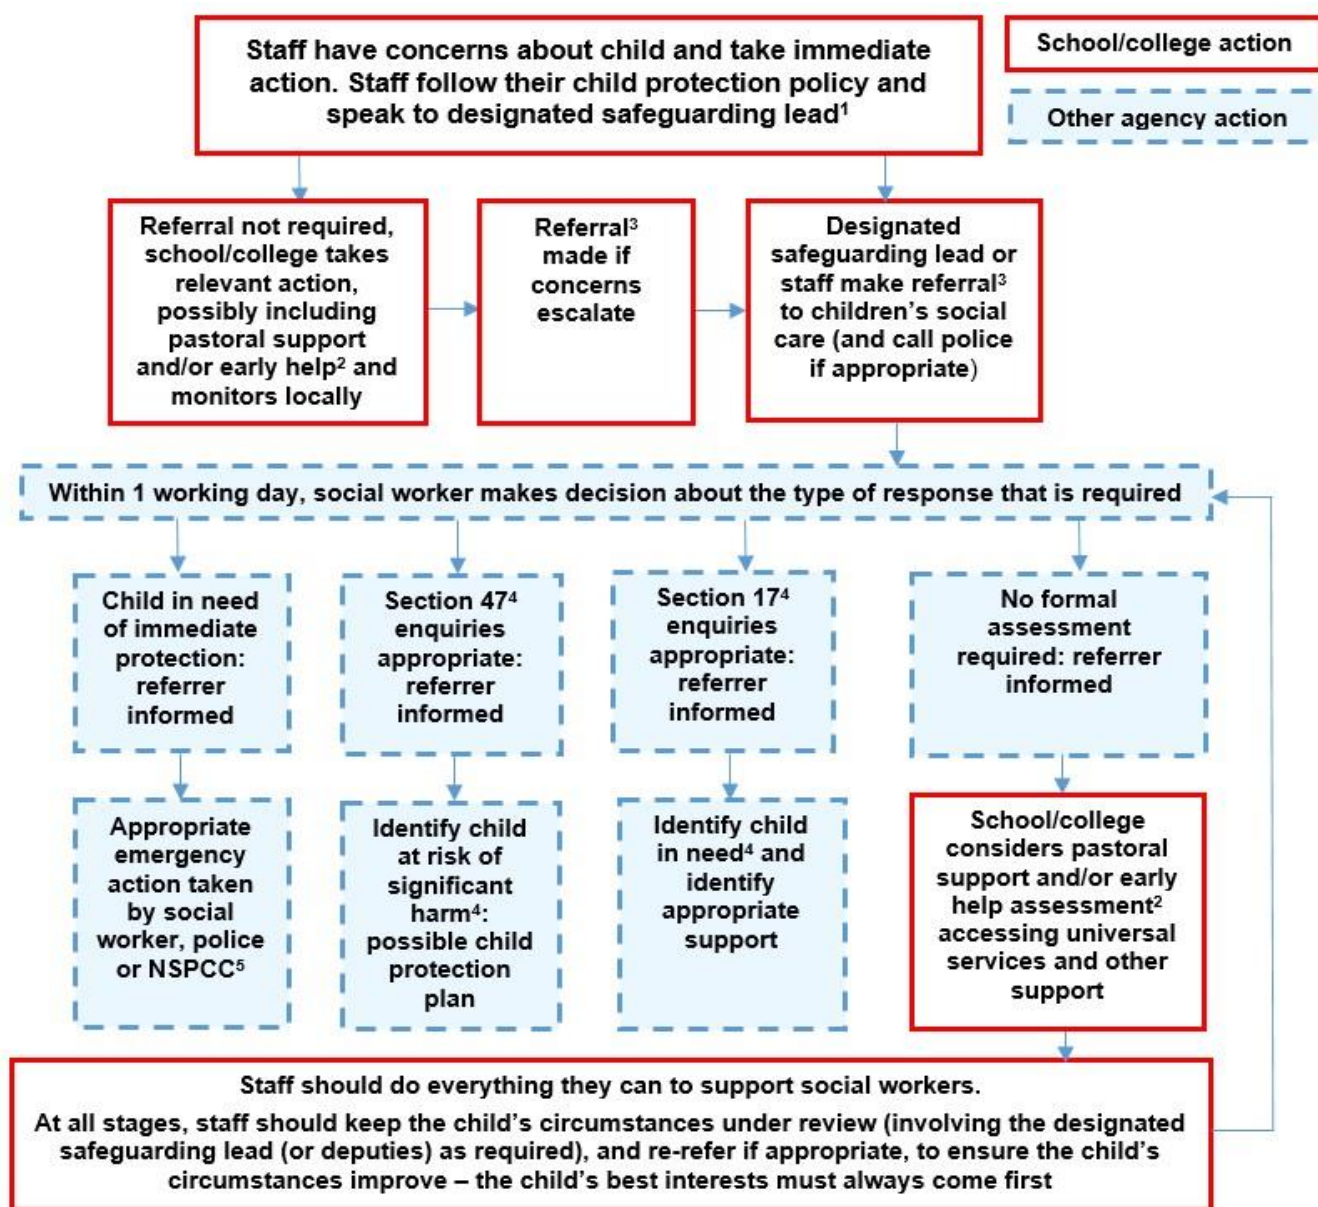 Staff have concerns about child and take immediate
action. Staff follow their child protection policy and
speak to designated safeguarding lead¹
School/college action
Other agency action
Referral not required,
school/college takes
relevant action,
possibly including
pastoral support
and/or early help² and
monitors locally
Referral³
made if
concerns
escalate
Designated
safeguarding lead or
staff make referral³
to children’s social
care (and call police
if appropriate)
Within 1 working day, social worker makes decision about the type of response that is required
Child in need
of immediate
protection:
referrer
informed
Section 47⁴
enquiries
appropriate:
referrer
informed
Section 17⁴
enquiries
appropriate:
referrer
informed
No formal
assessment
required: referrer
informed
Appropriate
emergency
action taken
by social
worker, police
or NSPCC⁵
Identify child
at risk of
significant
harm⁴:
possible child
protection
plan
Identify child
in need⁴ and
identify
appropriate
support
School/college
considers pastoral
support and/or early
help assessment²
accessing universal
services and other
support
Staff should do everything they can to support social workers.
At all stages, staff should keep the child’s circumstances under review (involving the designated
safeguarding lead (or deputies) as required), and re-refer if appropriate, to ensure the child’s
circumstances improve – the child’s best interests must always come first